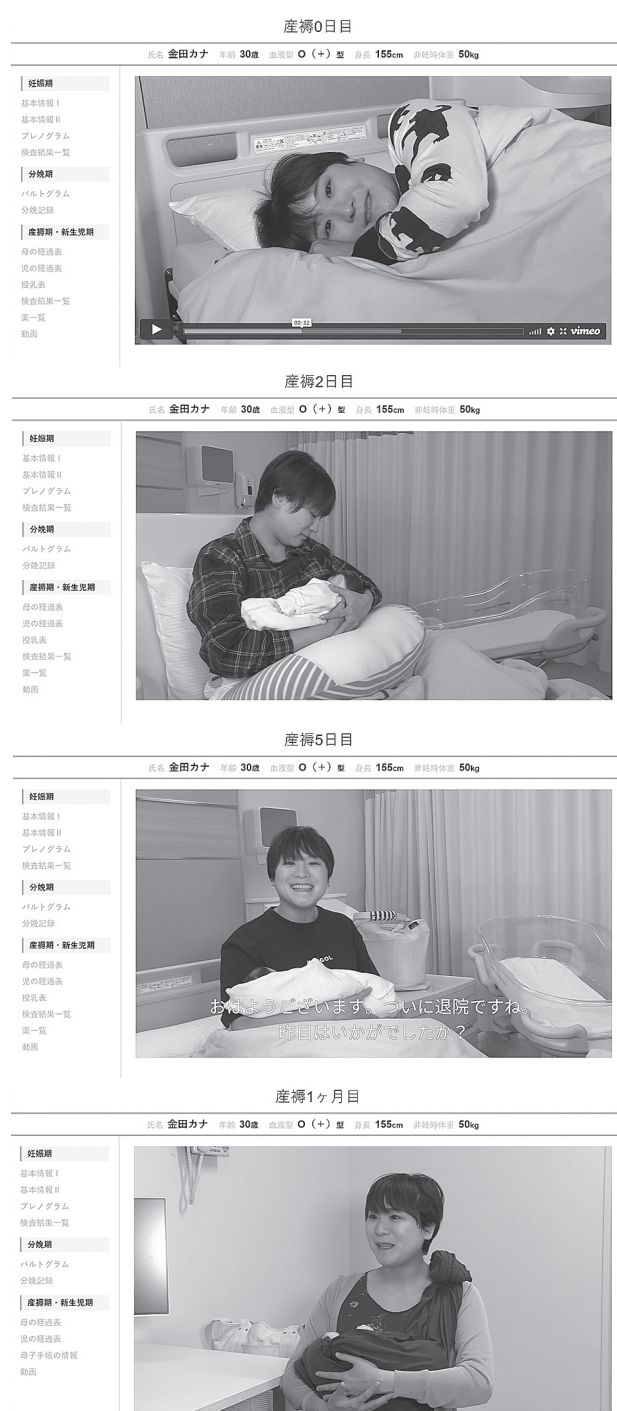 産褥0日目
氏名 金田カナ 年齢 30歳 血液型 O（+）型 身長 155cm 非妊時体重 50kg
妊娠期
基本情報Ⅰ
基本情報Ⅱ
プレノグラム
検査結果一覧
分娩期
パルトグラム
分娩記録
産褥期・新生児期
母の経過表
児の経過表
授乳表
検査結果一覧
薬一覧
動画
00:32
vimeo
産褥2日目
氏名 金田カナ 年齢 30歳 血液型 O（+）型 身長 155cm 非妊時体重 50kg
妊娠期
基本情報Ⅰ
基本情報Ⅱ
プレノグラム
検査結果一覧
分娩期
パルトグラム
分娩記録
産褥期・新生児期
母の経過表
児の経過表
授乳表
検査結果一覧
薬一覧
動画
産褥5日目
氏名 金田カナ 年齢 30歳 血液型 O（+）型 身長 155cm 非妊時体重 50kg
妊娠期
基本情報Ⅰ
基本情報Ⅱ
プレノグラム
検査結果一覧
分娩期
パルトグラム
分娩記録
産褥期・新生児期
母の経過表
児の経過表
授乳表
検査結果一覧
薬一覧
動画
おはようございます。ついに退院ですね。
昨日はいかがでしたか？
産褥1ヶ月目
氏名 金田カナ 年齢 30歳 血液型 O（+）型 身長 155cm 非妊時体重 50kg
妊娠期
基本情報Ⅰ
基本情報Ⅱ
プレノグラム
検査結果一覧
分娩期
パルトグラム
分娩記録
産褥期・新生児期
母の経過表
児の経過表
母子手帳の情報
動画